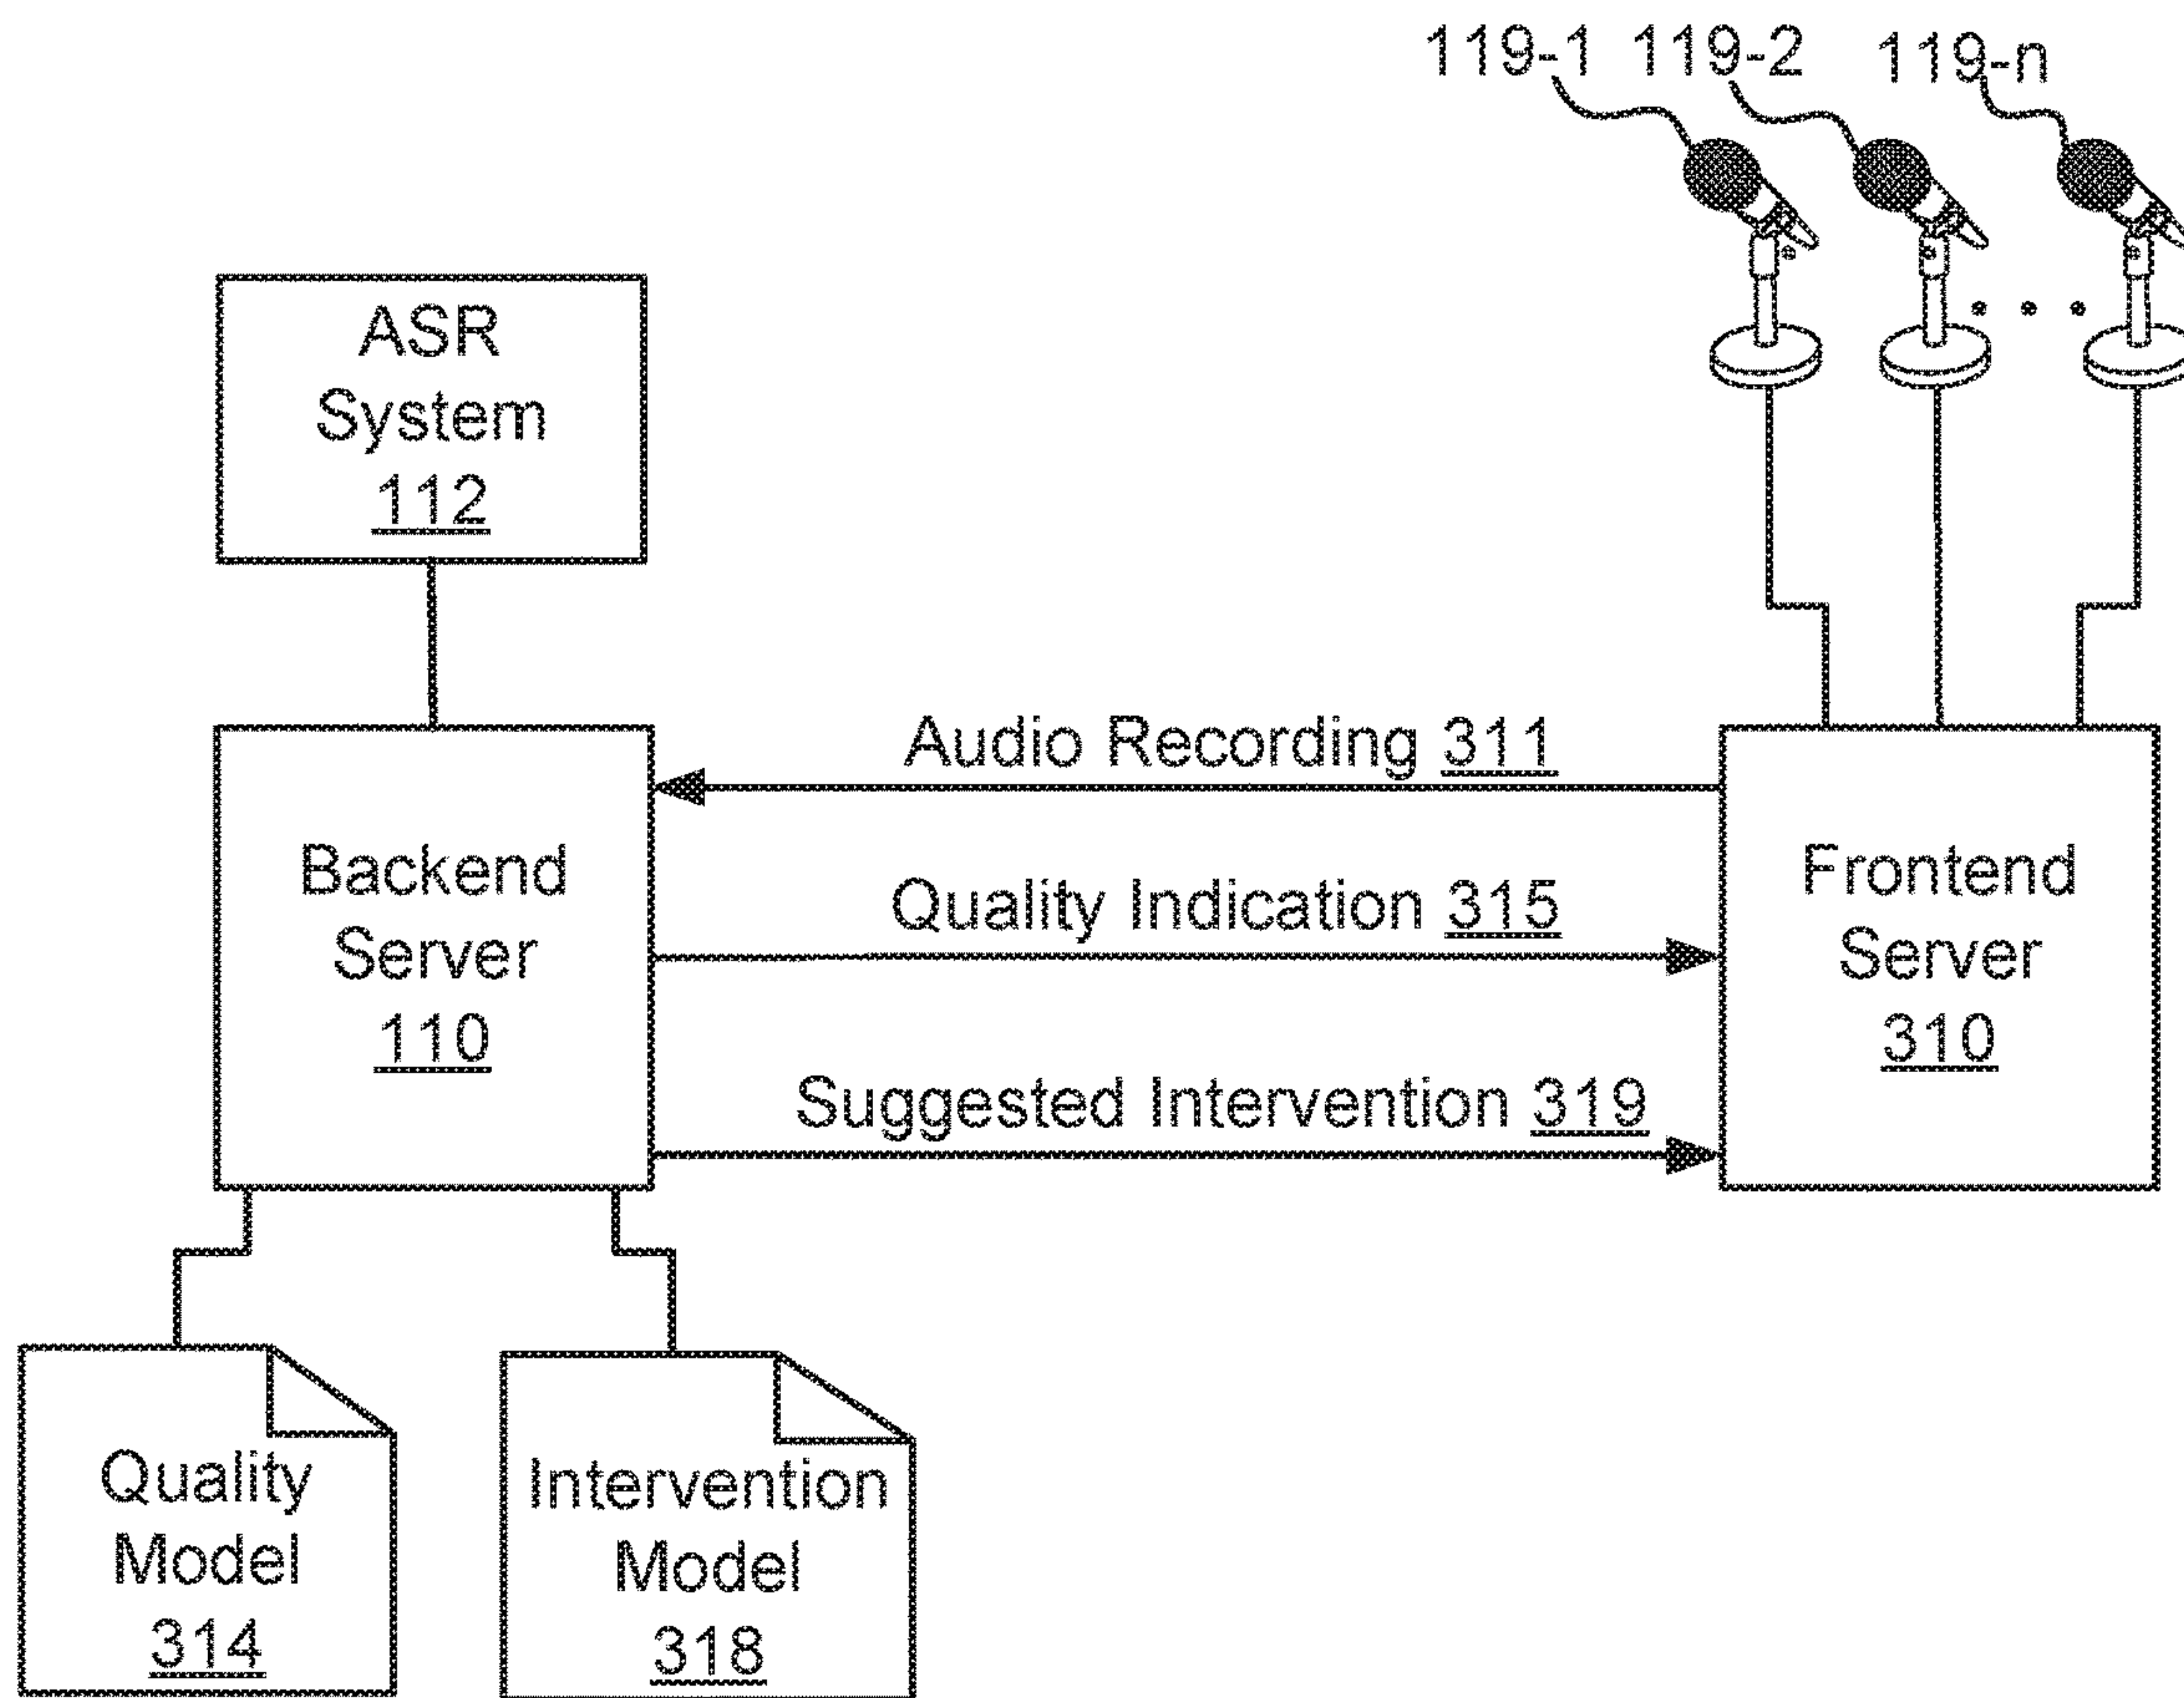 119-1 119-2 119-n
ASR
System
112
Audio Recording 311
Backend
Server
110
Quality Indication 315
Frontend
Server
310
Suggested Intervention 319
Quality
Model
314
Intervention
Model
318